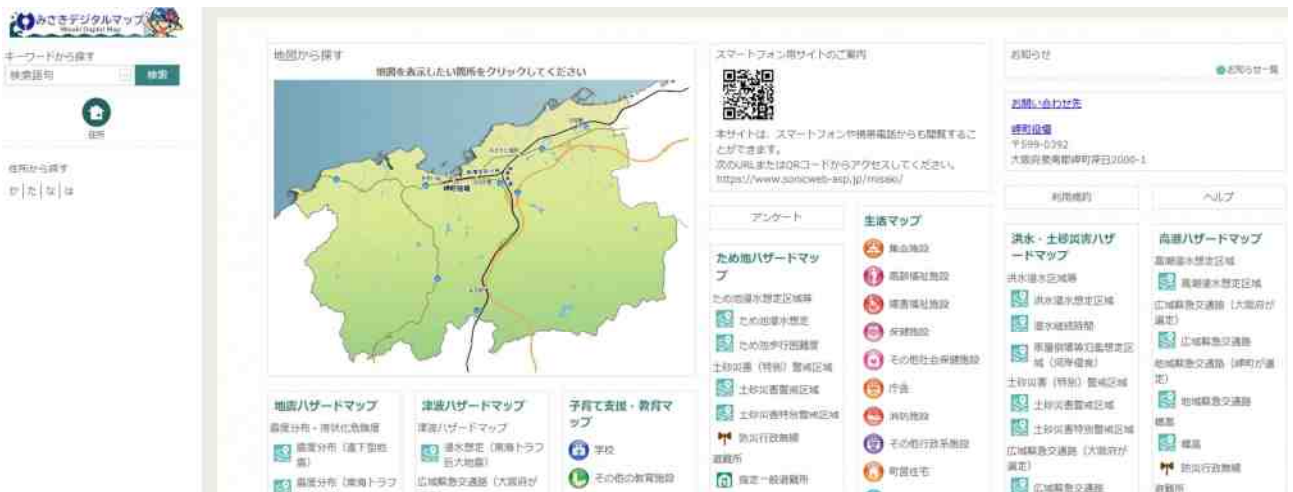 みさきデジタルマップ
Misaki Digital Map
キーワードから探す
検索語句
検索
住所
住所から探す
か|た|な|は
地図から探す
地図を表示したい箇所をクリックしてください
岬町役場
地震ハザードマップ
震度分布・液状化危険度
震度分布(直下型地
震)
震度分布(南海トラフ
津波ハザードマップ
津波ハザードマップ
浸水想定(南海トラフ
巨大地震)
広域緊急交通路(大阪府が
子育て支援・教育マ
ップ
学校
その他の教育施設
スマートフォン用サイトのご案内
本サイトは、スマートフォンや携帯電話からも閲覧するこ
とができます。
次のURLまたはQRコードからアクセスしてください。
https://www.sonicweb-asp.jp/misaki/
アンケート
ため池ハザードマッ
プ
ため池浸水想定区域等
ため池浸水想定
ため池歩行困難度
土砂災害(特別)警戒区域
土砂災害警戒区域
土砂災害特別警戒区域
防災行政無線
避難所
指定一般避難所
生活マップ
集会施設
高齢福祉施設
障害福祉施設
保健施設
その他社会保健施設
庁舎
消防施設
その他行政系施設
町営住宅
お知らせ
お知らせ一覧
お問い合わせ先
岬町役場
〒599-0392
大阪府泉南郡岬町深日2000-1
利用規約
ヘルプ
洪水・土砂災害ハザ
ードマップ
洪水浸水区域等
洪水浸水想定区域
浸水継続時間
家屋倒壊等氾濫想定区
域(河岸侵食)
土砂災害(特別)警戒区域
土砂災害警戒区域
土砂災害特別警戒区域
広域緊急交通路(大阪府が
選定)
広域緊急交通路
高潮ハザードマップ
高潮浸水想定区域
高潮浸水想定区域
広域緊急交通路(大阪府が
選定)
広域緊急交通路
地域緊急交通路(岬町が選
定)
地域緊急交通路
標高
標高
防災行政無線
避難所